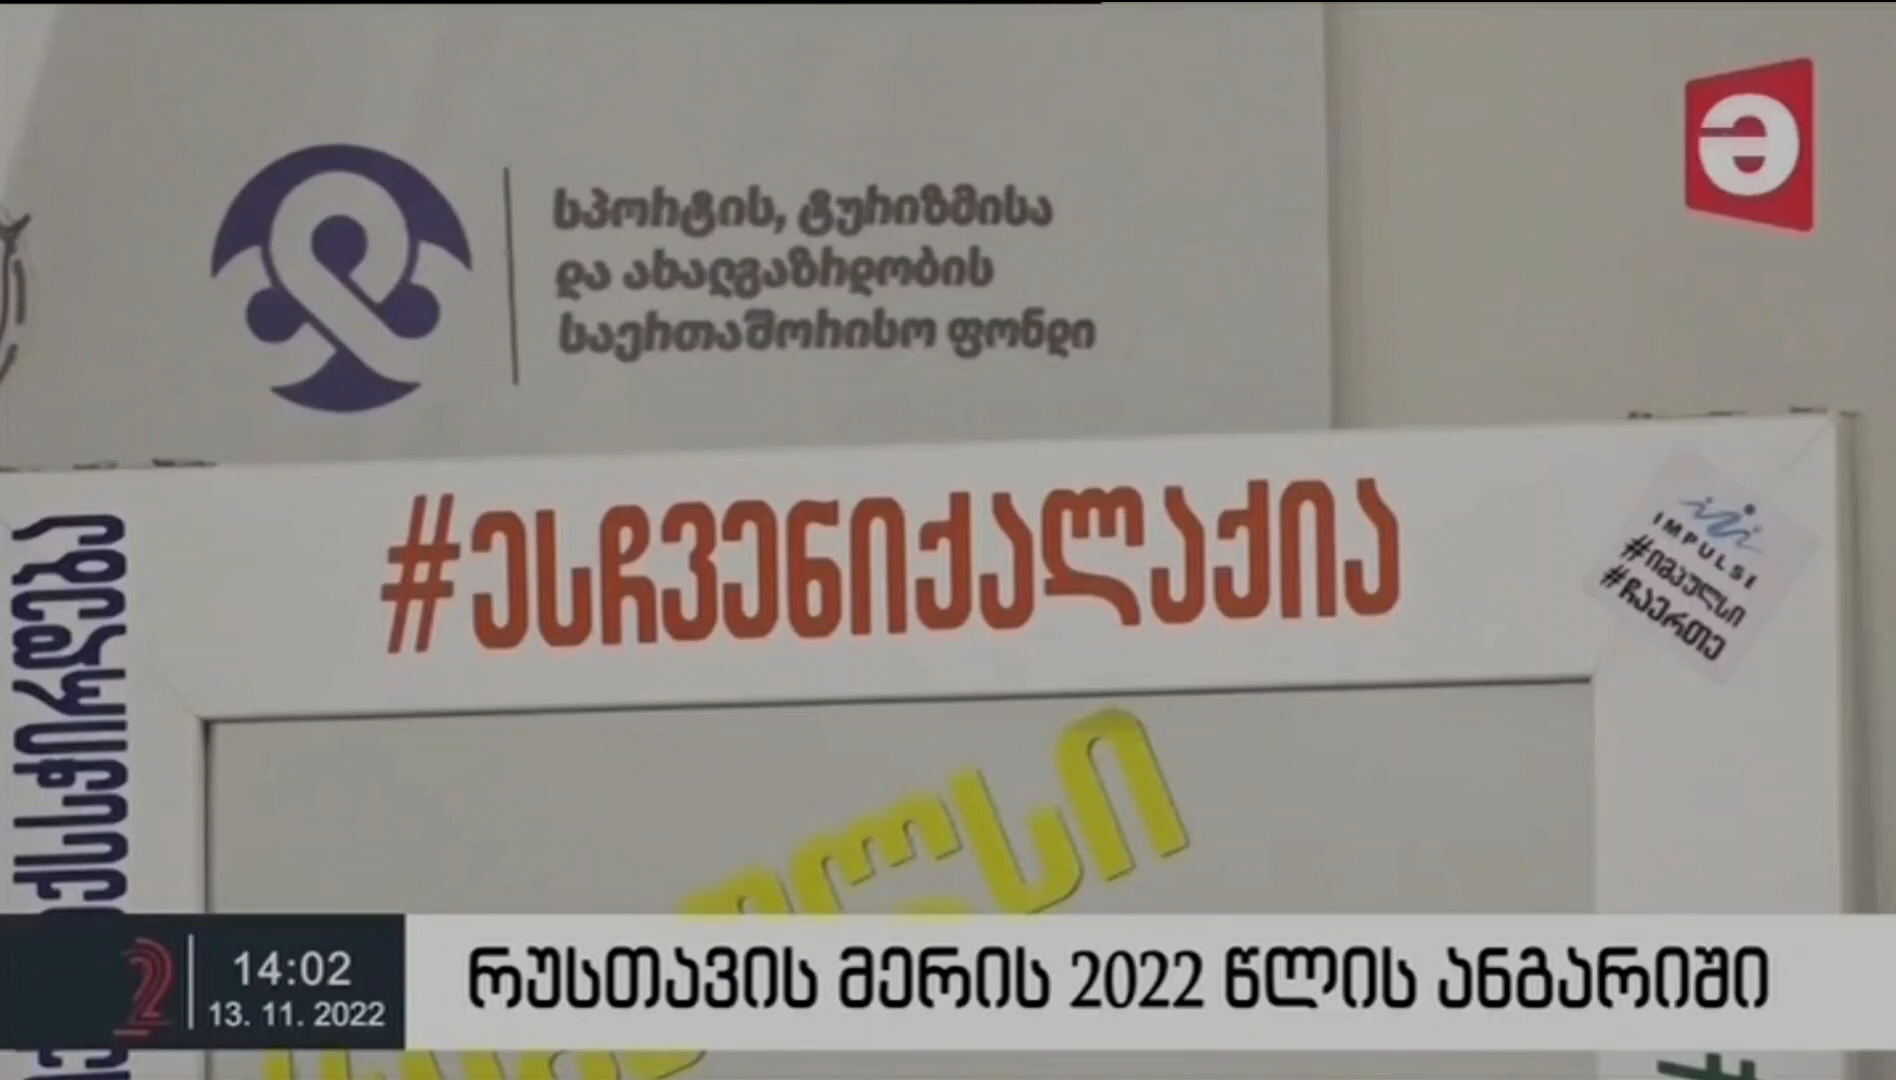 სპორტის, ტურიზმისა
და ახალგაზრდობის
საერთაშორისო ფონდი
#ესჩვენიქალაქია
IMPULSI
#იმპულსი
#ჩაერთე
14:02
13. 11. 2022
რუსთავის მერის 2022 წლის ანგარიში